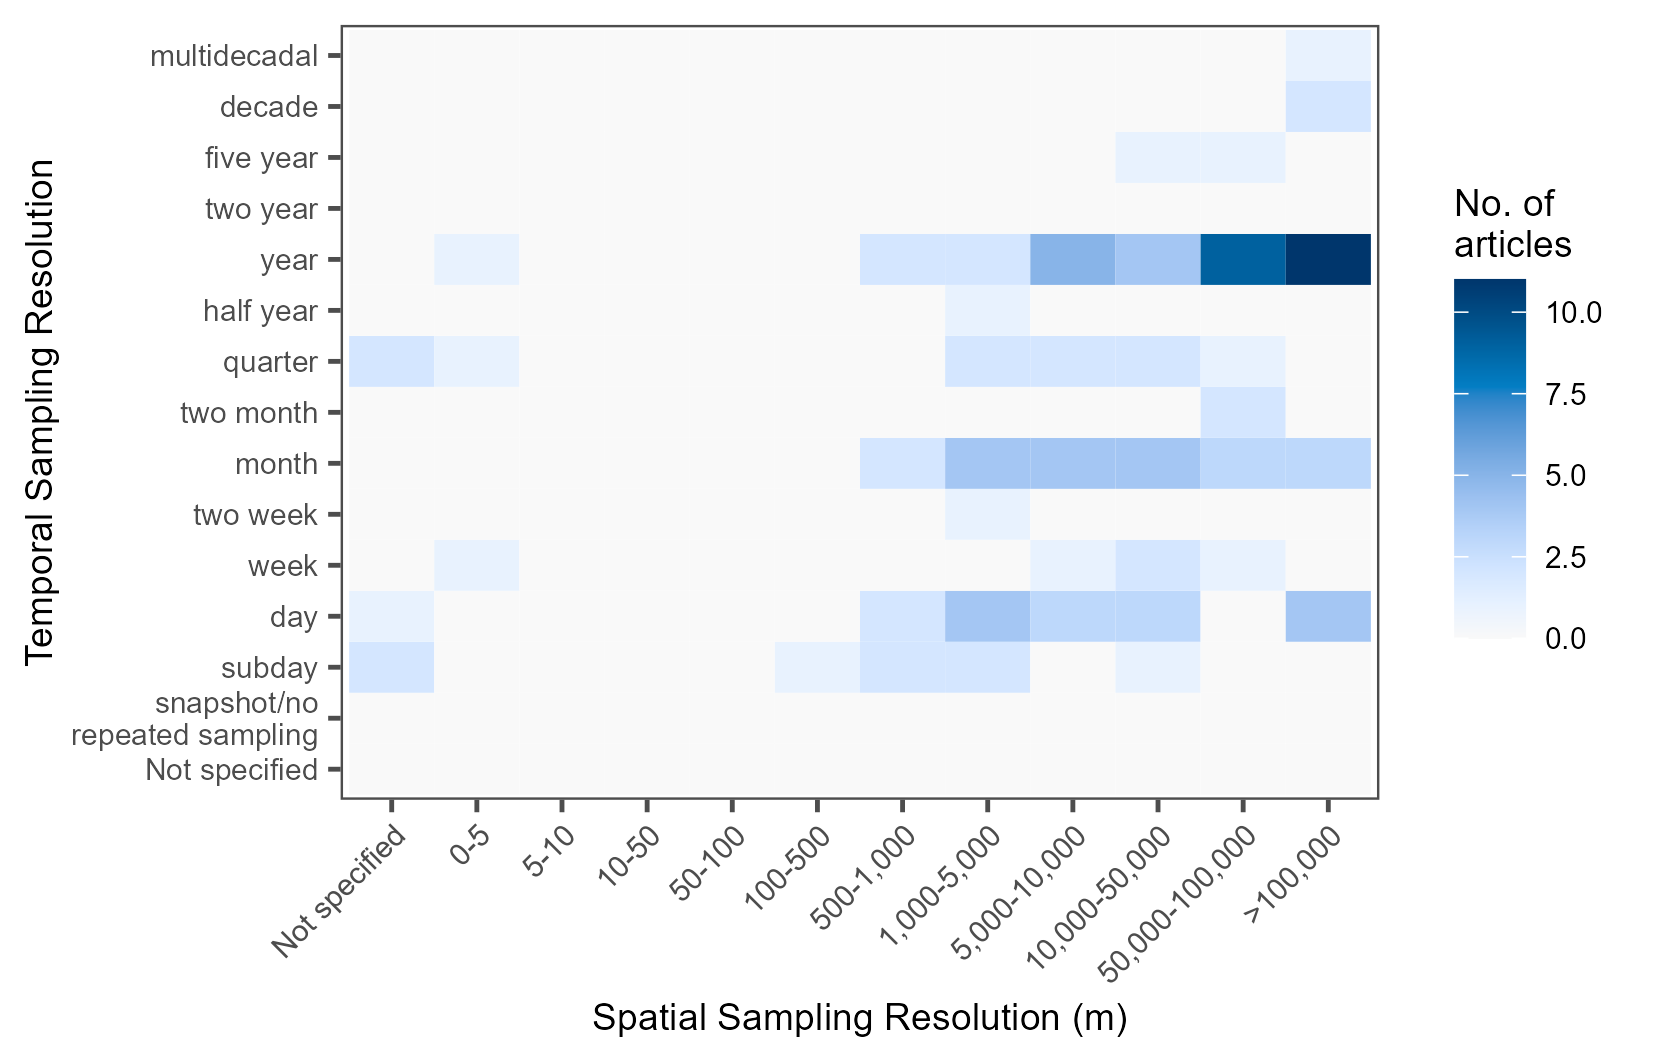 multidecadal
decade
five year
two year
year
half year
quarter
two month
month
two week
week
day
subday
snapshot/no
repeated sampling
Not specified
Temporal Sampling Resolution
Not specified
0-5
5-10
10-50
50-100
100-500
500-1,000
1,000-5,000
5,000-10,000
10,000-50,000
50,0000-100,000
>100,000
Spatial Sampling Resolution (m)
No. of
articles
10.0
7.5
5.0
2.5
0.0